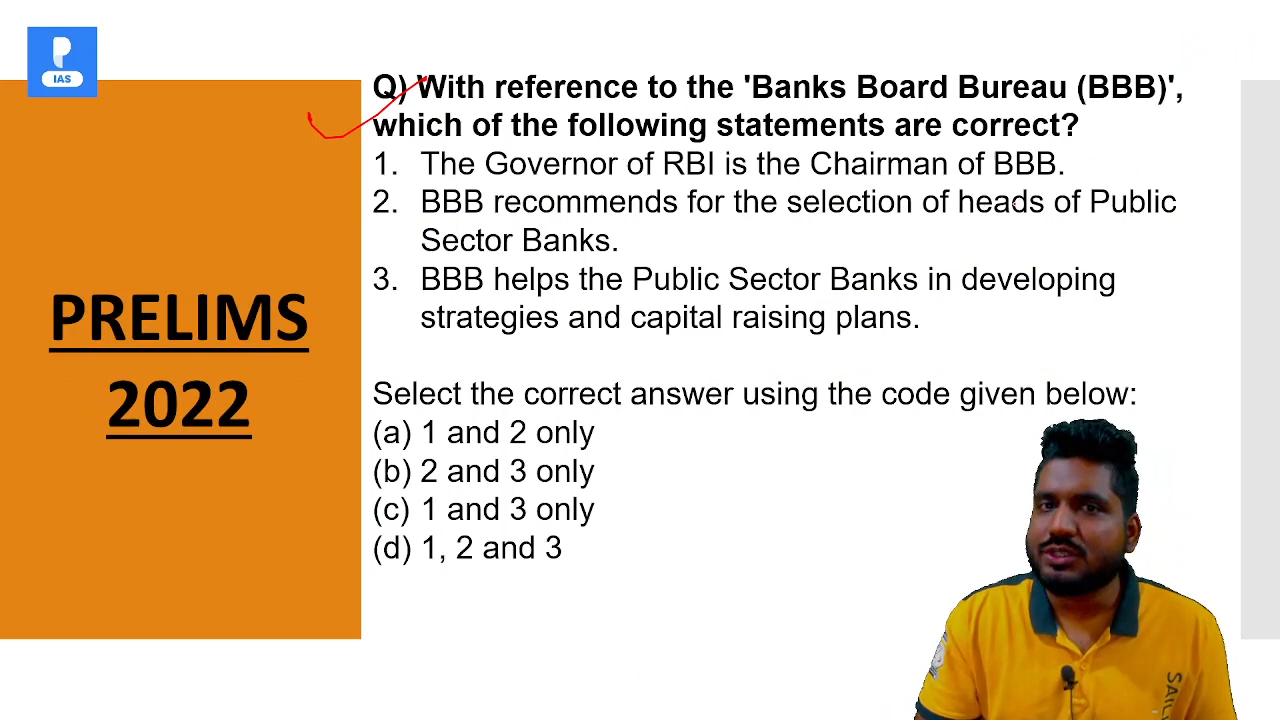 P
IAS
Q) With reference to the 'Banks Board Bureau (BBB)',
which of the following statements are correct?
1. The Governor of RBI is the Chairman of BBB.
2. BBB recommends for the selection of heads of Public
Sector Banks.
3. BBB helps the Public Sector Banks in developing
strategies and capital raising plans.
PRELIMS
2022
Select the correct answer using the code given below:
(a) 1 and 2 only
(b) 2 and 3 only
(c) 1 and 3 only
(d) 1, 2 and 3